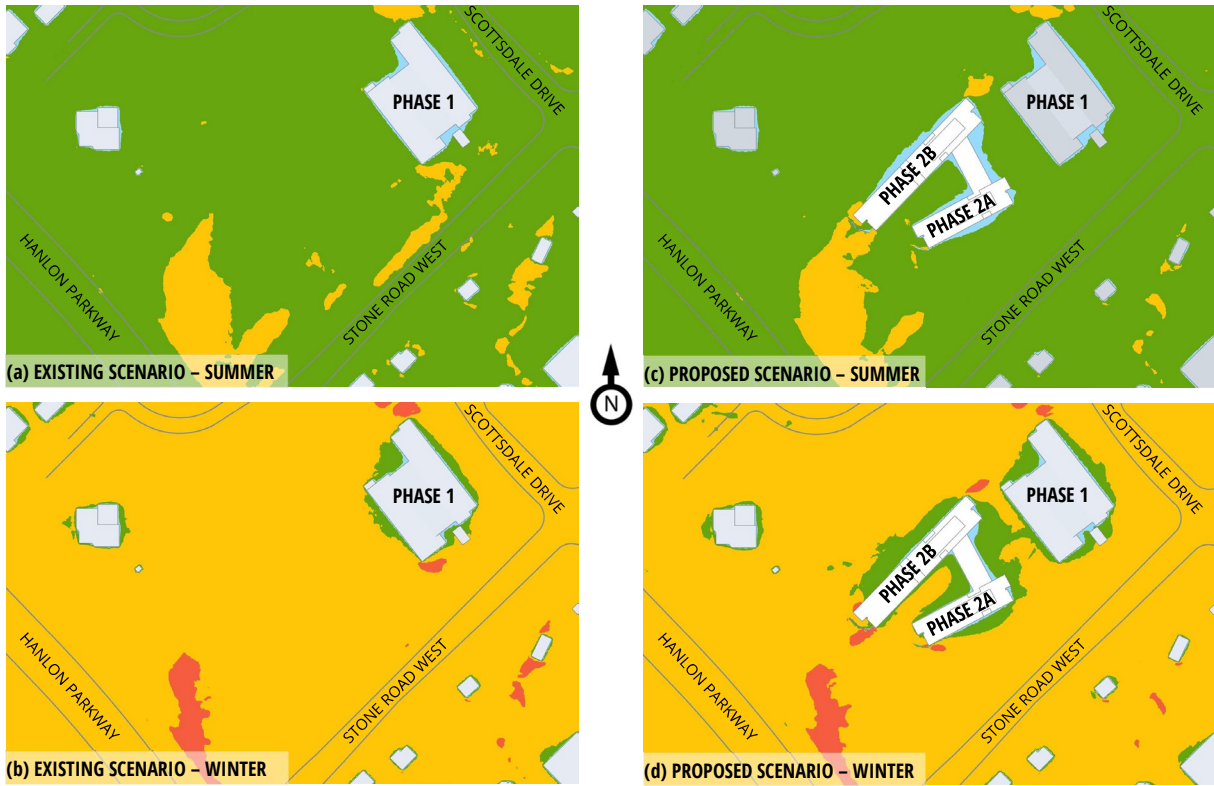 SCOTTSDALE DRIVE
PHASE 1
HANLON PARKWAY
STONE ROAD WEST
(a) EXISTING SCENARIO – SUMMER
SCOTTSDALE DRIVE
PHASE 1
PHASE 2B
PHASE 2A
HANLON PARKWAY
STONE ROAD WEST
(c) PROPOSED SCENARIO – SUMMER
N
SCOTTSDALE DRIVE
PHASE 1
HANLON PARKWAY
STONE ROAD WEST
(b) EXISTING SCENARIO – WINTER
SCOTTSDALE DRIVE
PHASE 1
PHASE 2B
PHASE 2A
HANLON PARKWAY
STONE ROAD WEST
(d) PROPOSED SCENARIO – WINTER